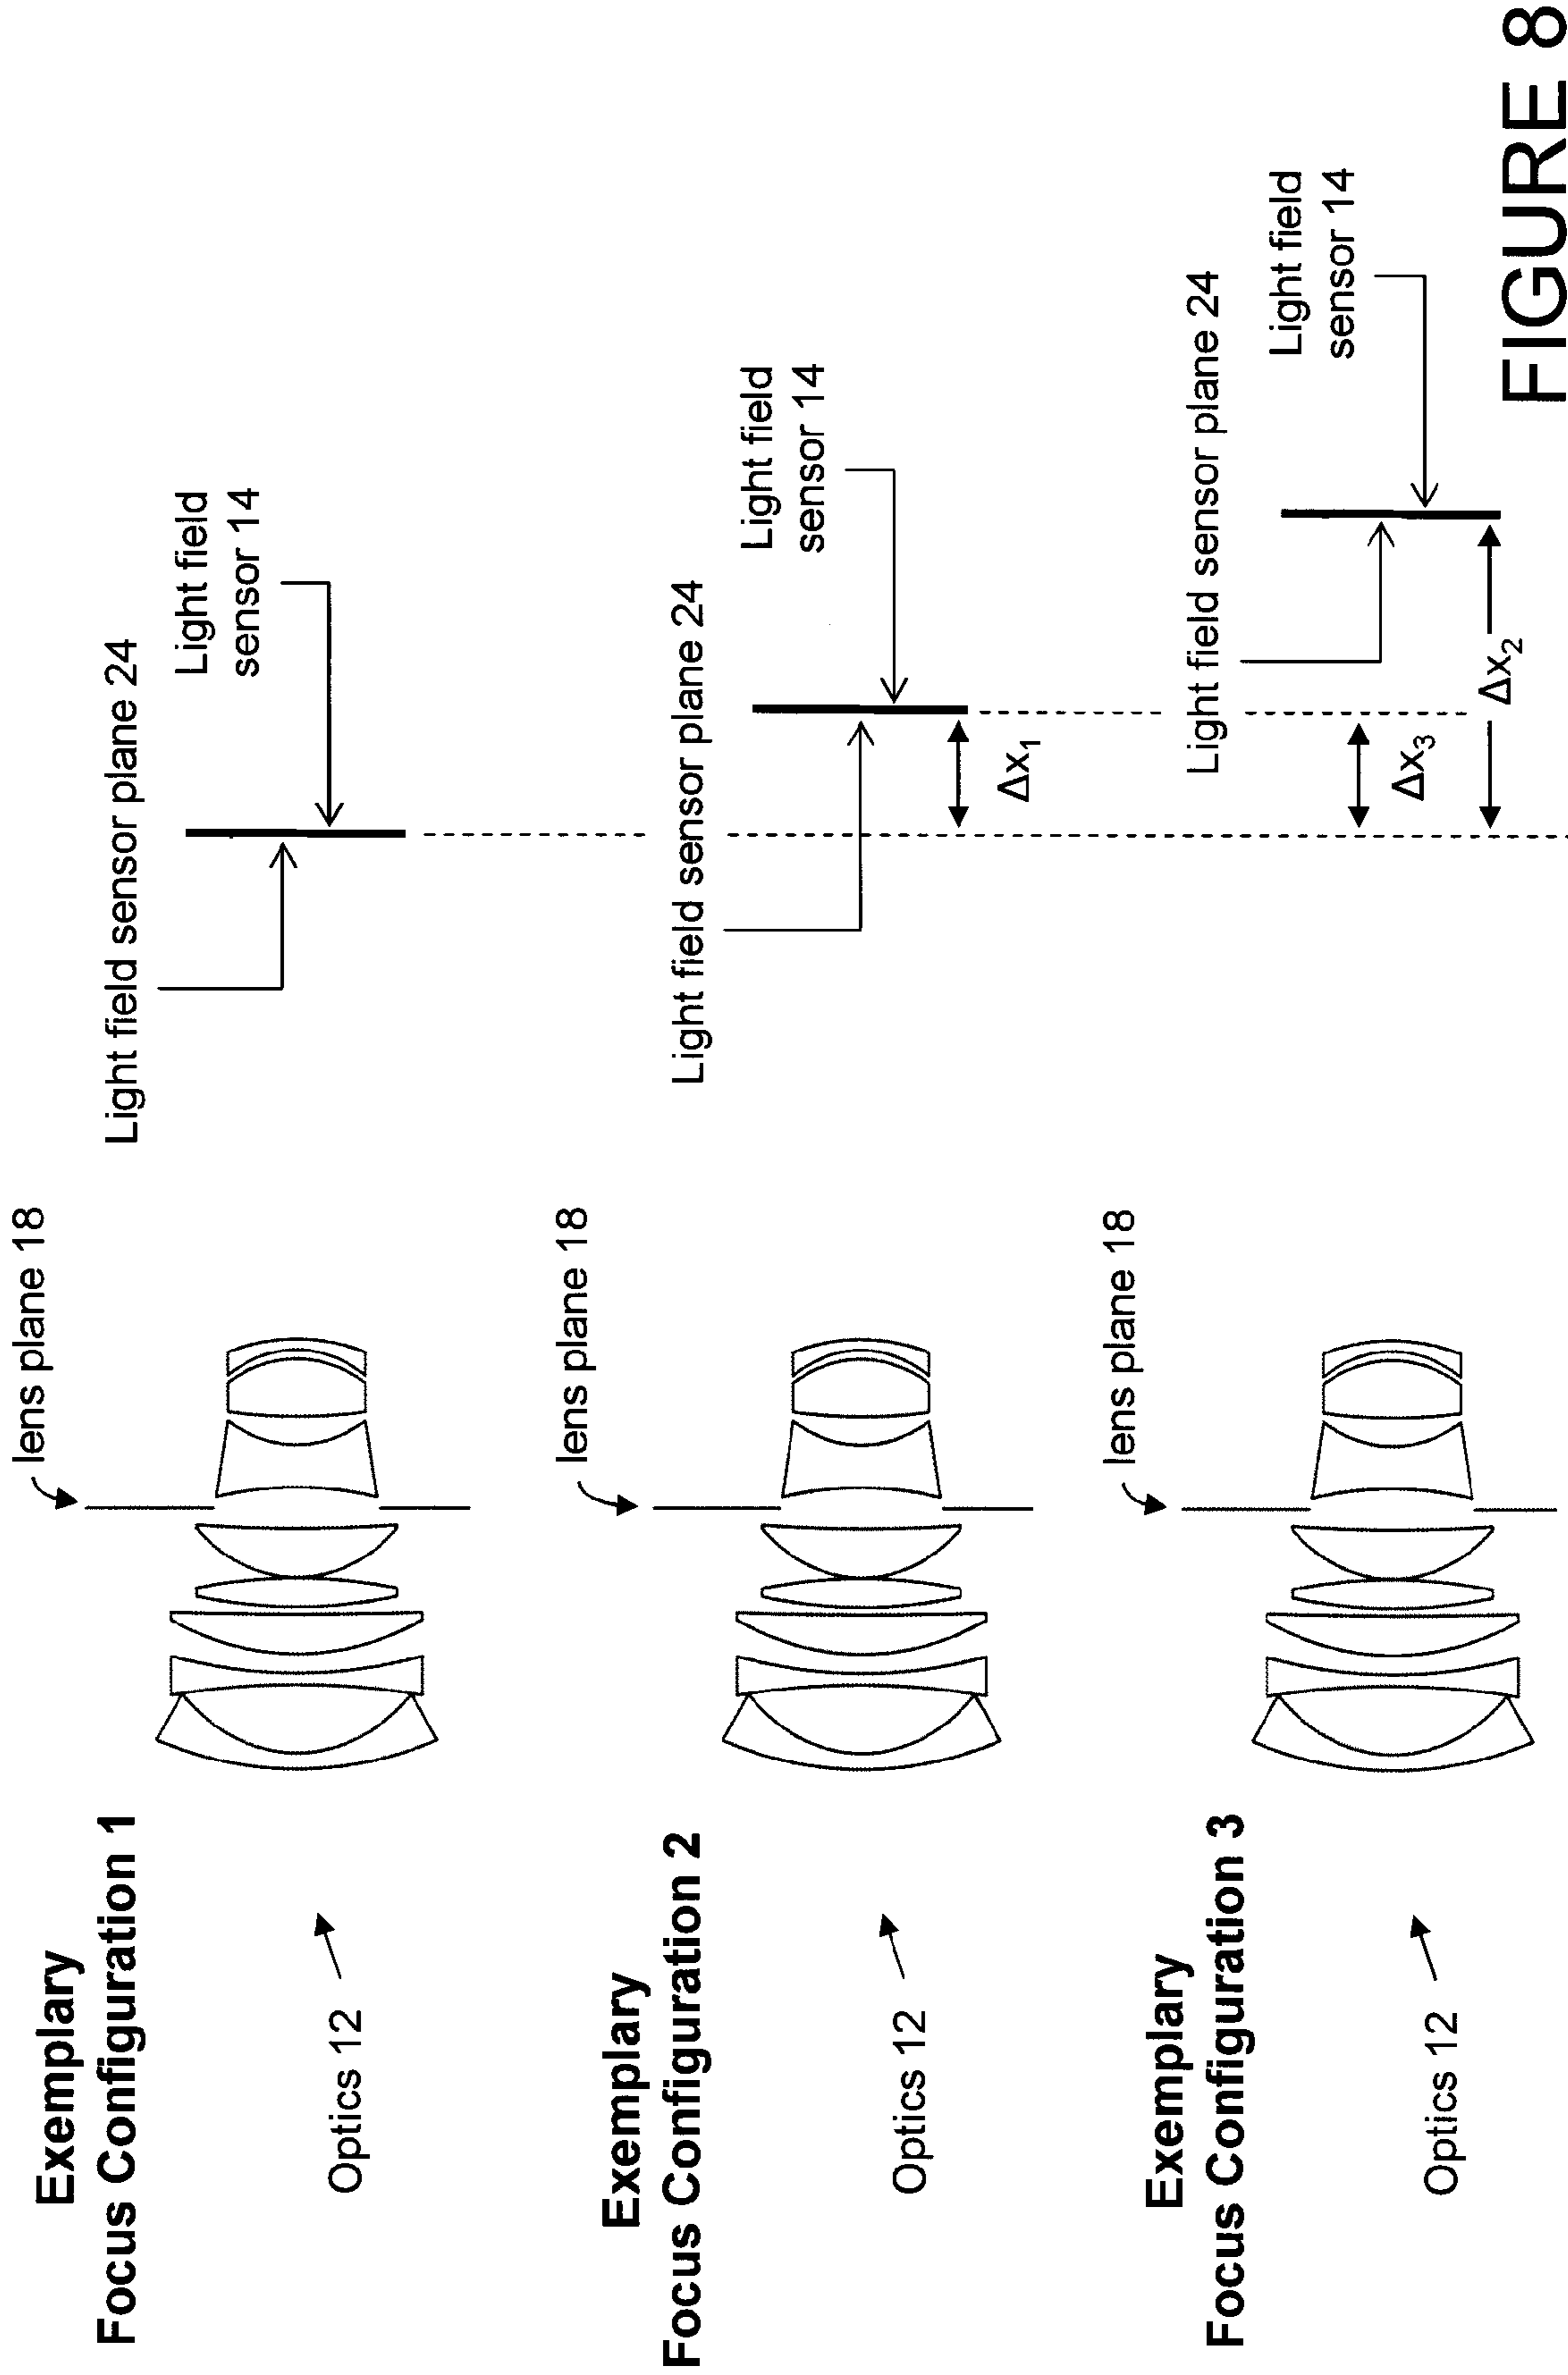 Exemplary
Focus Configuration 1
Optics 12
lens plane 18
Light field sensor plane 24
Light field
sensor 14
Exemplary
Focus Configuration 2
Optics 12
lens plane 18
Light field sensor plane 24
Light field
sensor 14
Δx₁
Exemplary
Focus Configuration 3
Optics 12
lens plane 18
Light field sensor plane 24
Light field
sensor 14
Δx₃
Δx₂
FIGURE 8